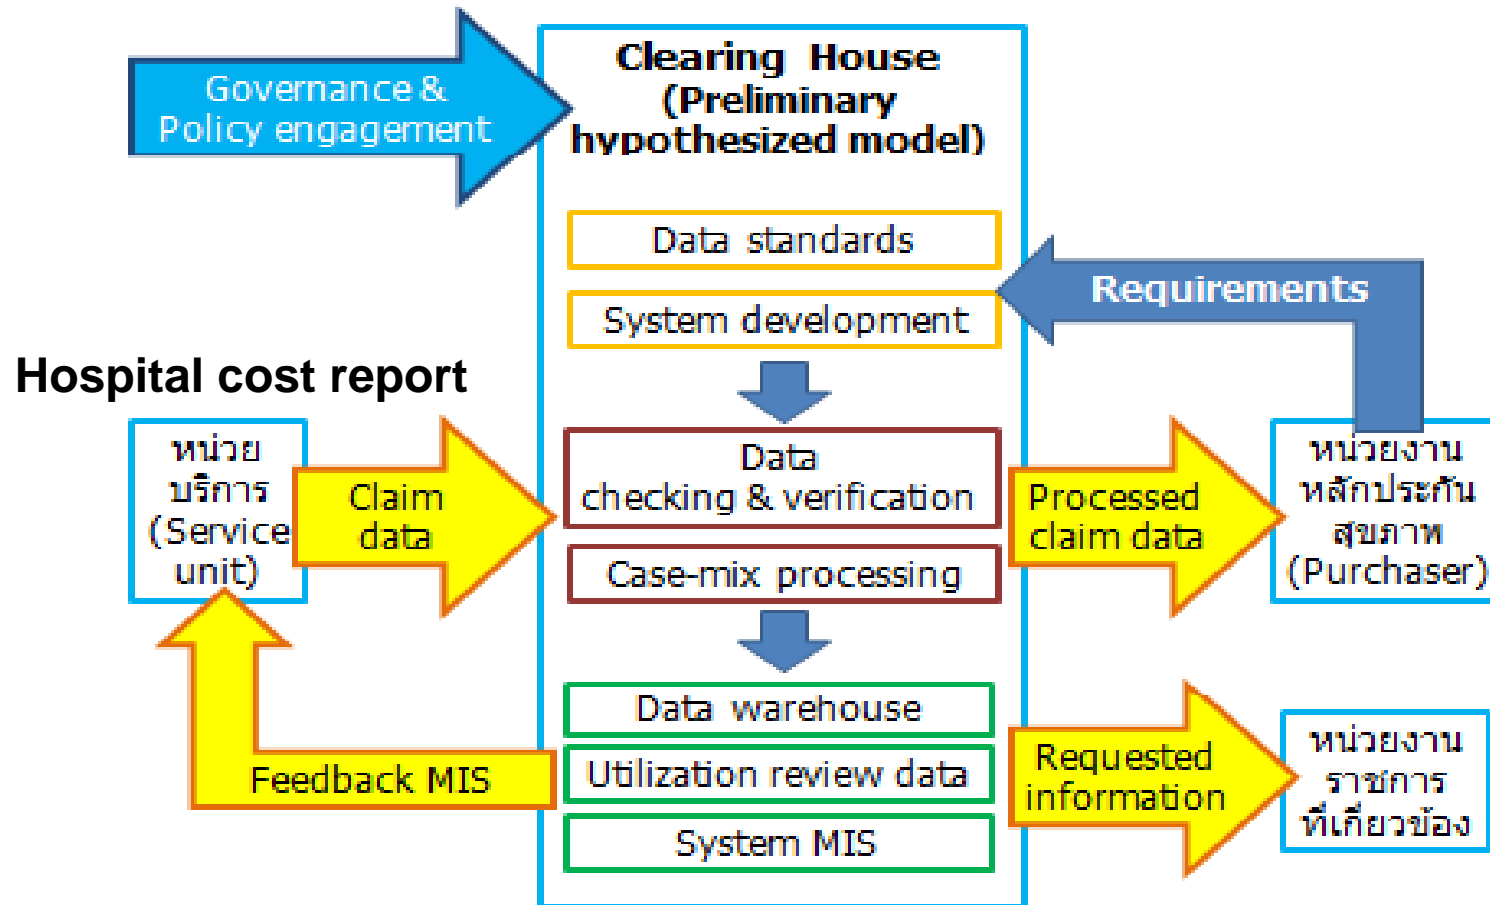 Governance &
Policy engagement
Clearing House
(Preliminary
hypothesized model)
Data standards
System development
Requirements
Hospital cost report
หน่วย
บริการ
(Service
unit)
Claim
data
Data
checking & verification
Case-mix processing
Processed
claim data
หน่วยงาน
หลักประกัน
สุขภาพ
(Purchaser)
Data warehouse
Utilization review data
System MIS
Feedback MIS
Requested
information
หน่วยงาน
ราชการ
ที่เกี่ยวข้อง